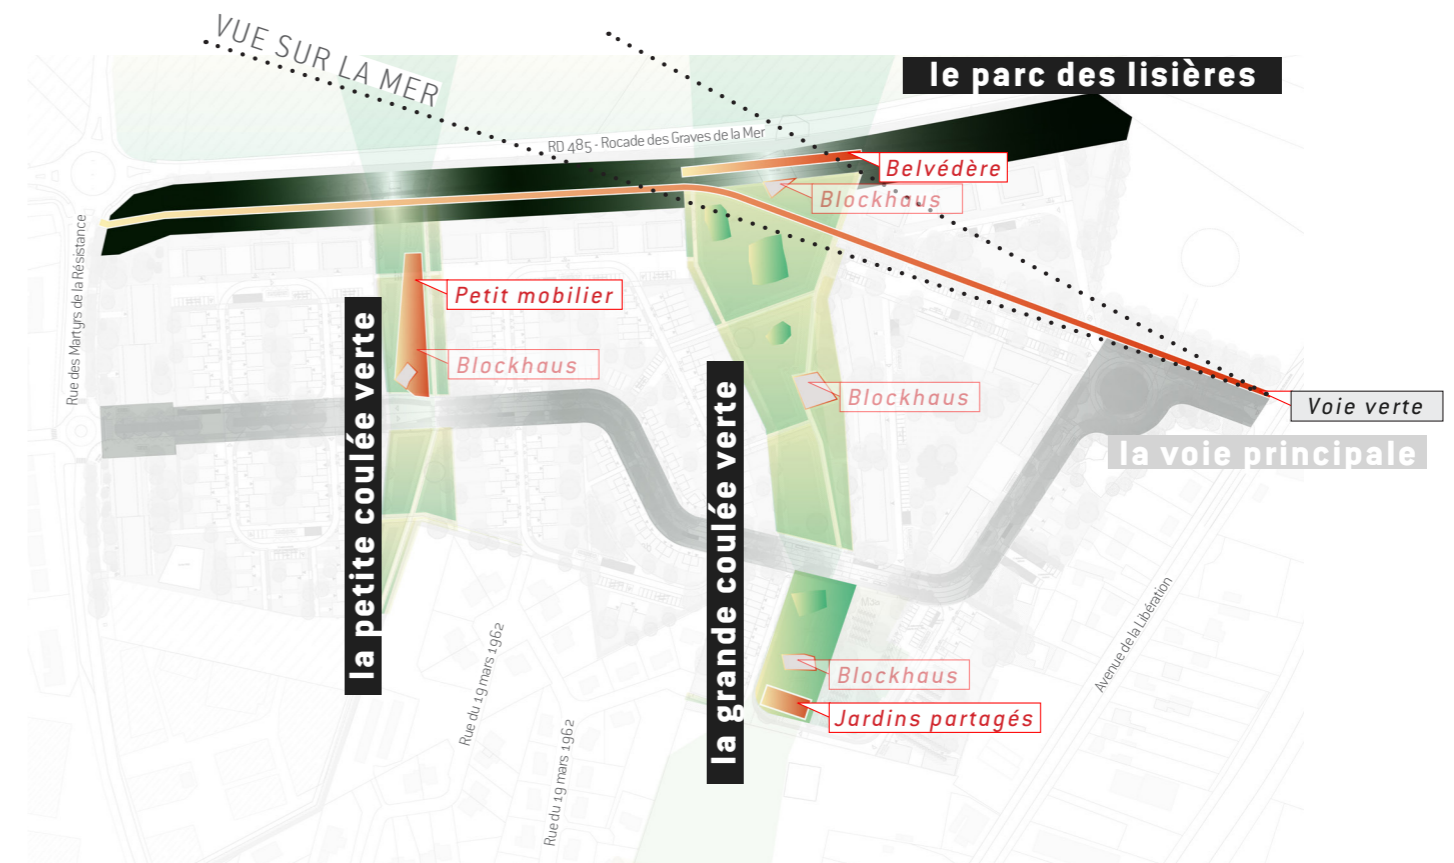 VUE SUR LA MER
le parc des lisières
RD 485 - Rocade des Graves de la Mer
Belvédère
Blockhaus
Rue des Martyrs de la Résistance
Petit mobilier
Blockhaus
la petite coulée verte
Blockhaus
la grande coulée verte
Voie verte
la voie principale
Avenue de la Libération
Rue du 19 mars 1962
Blockhaus
Jardins partagés
Rue du 19 mars 1962